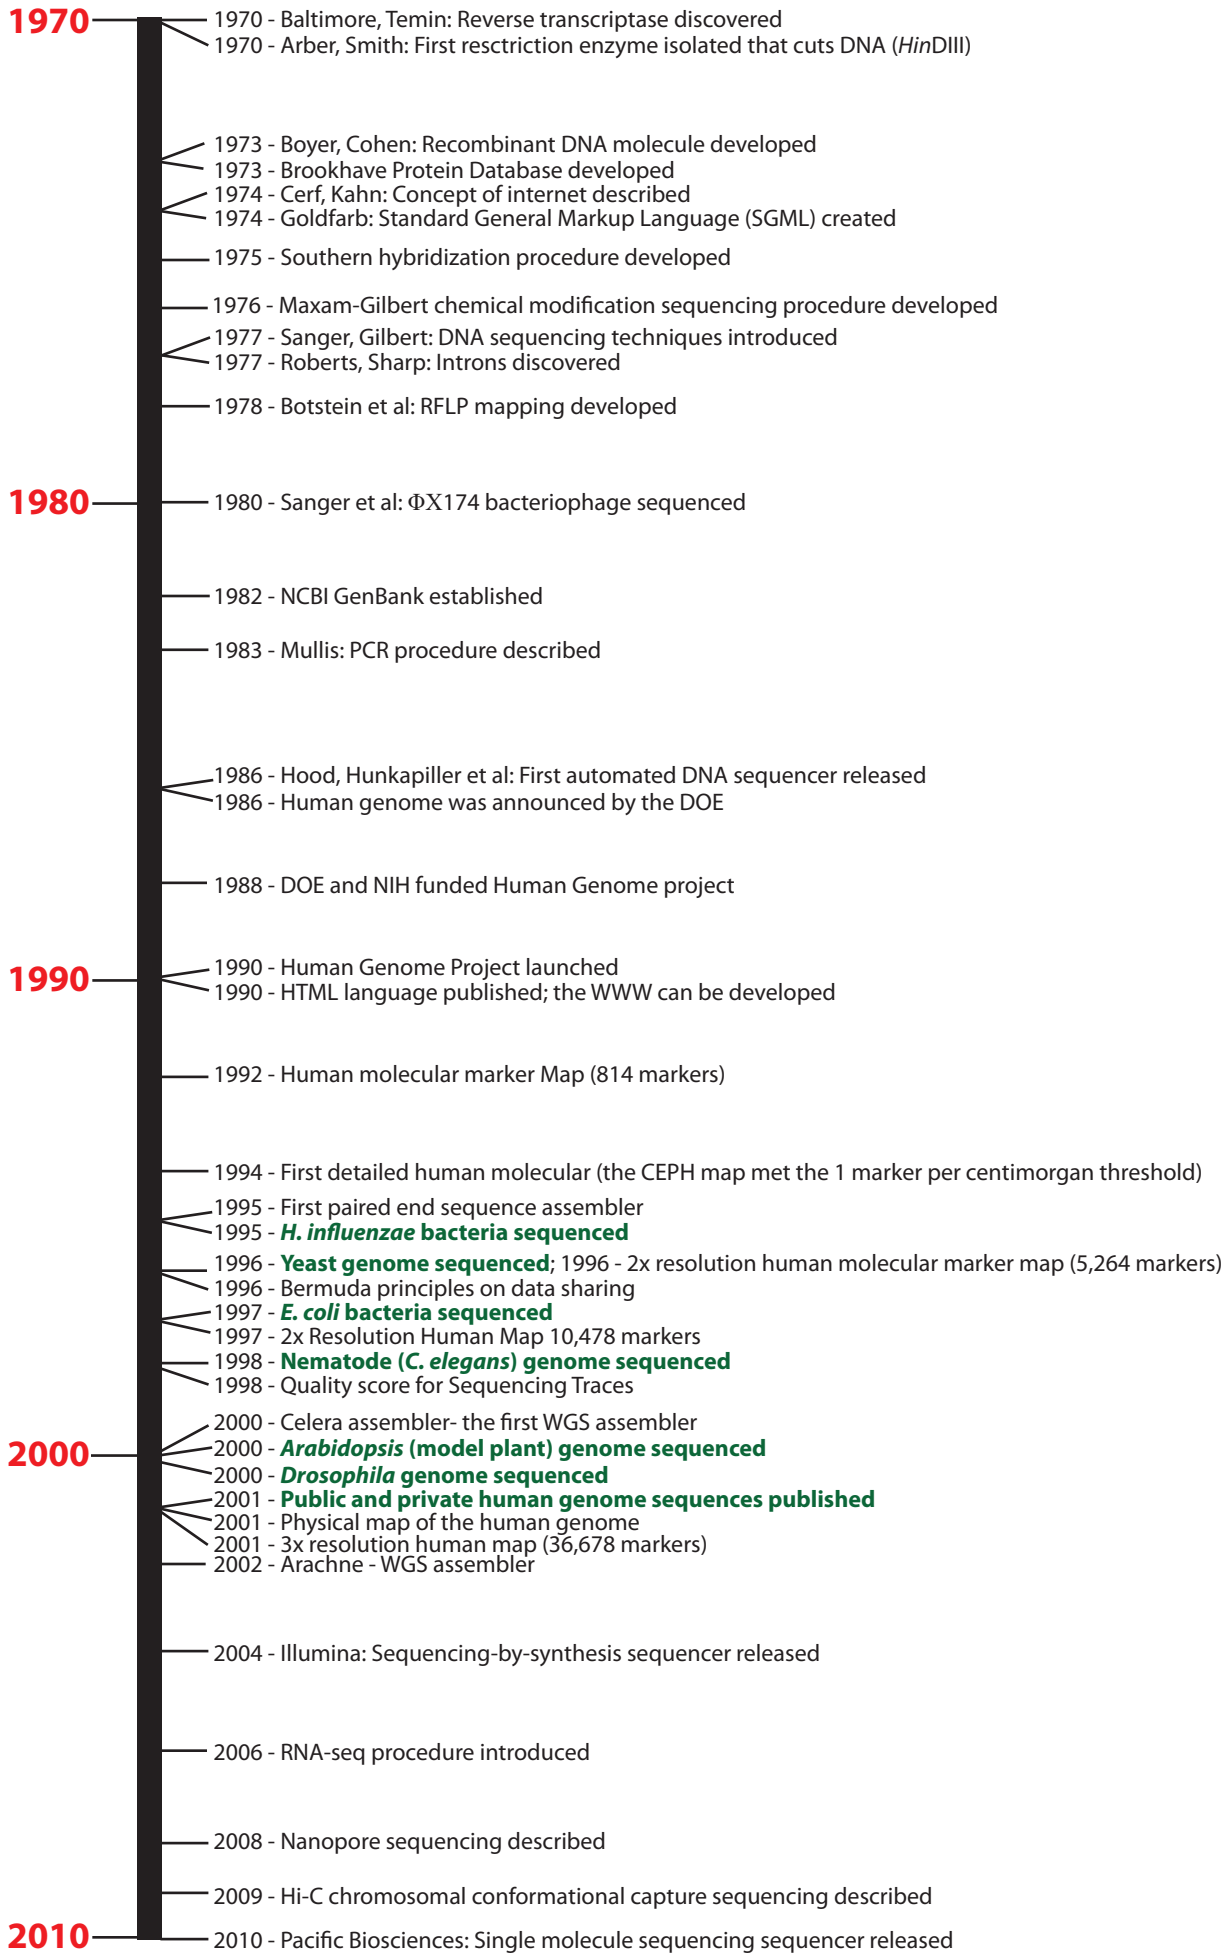 1970
1970 - Baltimore, Temin: Reverse transcriptase discovered
1970 - Arber, Smith: First resctriction enzyme isolated that cuts DNA (HinDIII)
1973 - Boyer, Cohen: Recombinant DNA molecule developed
1973 - Brookhave Protein Database developed
1974 - Cerf, Kahn: Concept of internet described
1974 - Goldfarb: Standard General Markup Language (SGML) created
1975 - Southern hybridization procedure developed
1976 - Maxam-Gilbert chemical modification sequencing procedure developed
1977 - Sanger, Gilbert: DNA sequencing techniques introduced
1977 - Roberts, Sharp: Introns discovered
1978 - Botstein et al: RFLP mapping developed
1980
1980 - Sanger et al: ΦX174 bacteriophage sequenced
1982 - NCBI GenBank established
1983 - Mullis: PCR procedure described
1986 - Hood, Hunkapiller et al: First automated DNA sequencer released
1986 - Human genome was announced by the DOE
1988 - DOE and NIH funded Human Genome project
1990
1990 - Human Genome Project launched
1990 - HTML language published; the WWW can be developed
1992 - Human molecular marker Map (814 markers)
1994 - First detailed human molecular (the CEPH map met the 1 marker per centimorgan threshold)
1995 - First paired end sequence assembler
1995 - H. influenzae bacteria sequenced
1996 - Yeast genome sequenced; 1996 - 2x resolution human molecular marker map (5,264 markers)
1996 - Bermuda principles on data sharing
1997 - E. coli bacteria sequenced
1997 - 2x Resolution Human Map 10,478 markers
1998 - Nematode (C. elegans) genome sequenced
1998 - Quality score for Sequencing Traces
2000
2000 - Celera assembler- the first WGS assembler
2000 - Arabidopsis (model plant) genome sequenced
2000 - Drosophila genome sequenced
2001 - Public and private human genome sequences published
2001 - Physical map of the human genome
2001 - 3x resolution human map (36,678 markers)
2002 - Arachne - WGS assembler
2004 - Illumina: Sequencing-by-synthesis sequencer released
2006 - RNA-seq procedure introduced
2008 - Nanopore sequencing described
2009 - Hi-C chromosomal conformational capture sequencing described
2010
2010 - Pacific Biosciences: Single molecule sequencing sequencer released